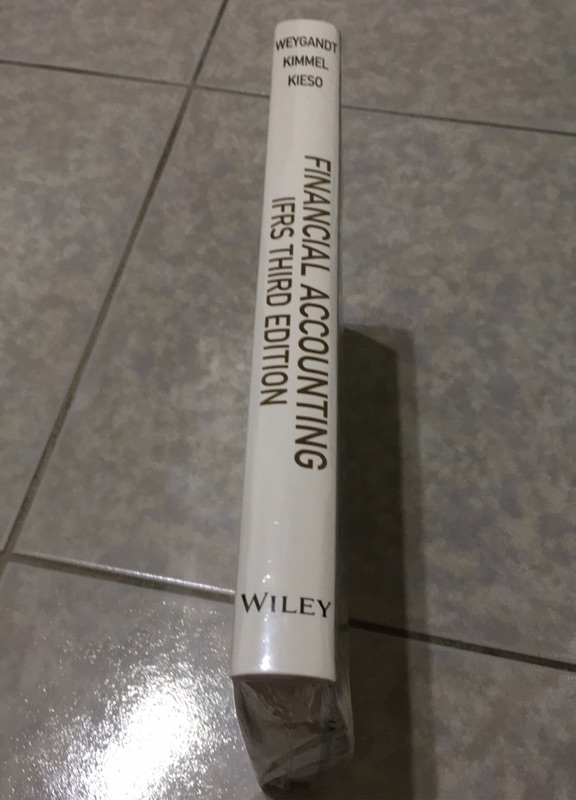 WEYGANDT
KIMMEL
KIESO
FINANCIAL ACCOUNTING
IFRS THIRD EDITION
WILEY